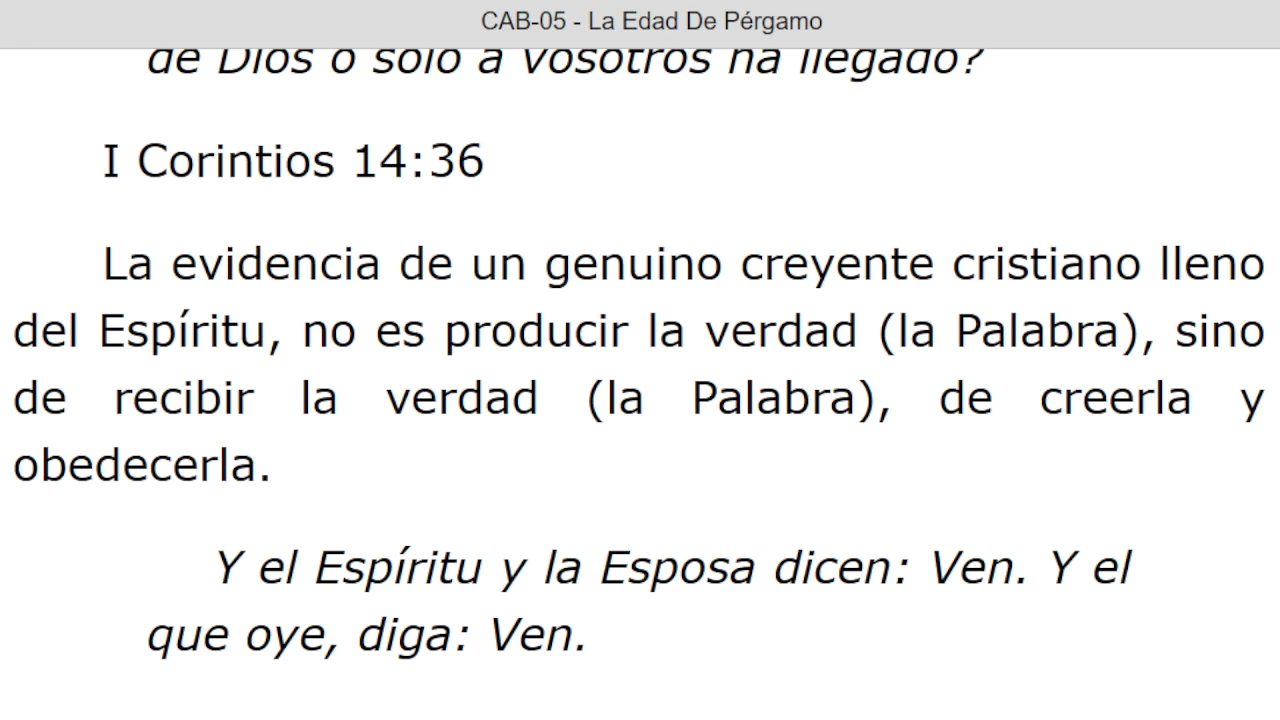 CAB-05 - La Edad De Pérgamo
de Dios o sólo a vosotros ha llegado?
I Corintios 14:36
La evidencia de un genuino creyente cristiano lleno
del Espíritu, no es producir la verdad (la Palabra), sino
de recibir la verdad (la Palabra), de creerla y
obedecerla.
Y el Espíritu y la Esposa dicen: Ven. Y el
que oye, diga: Ven.